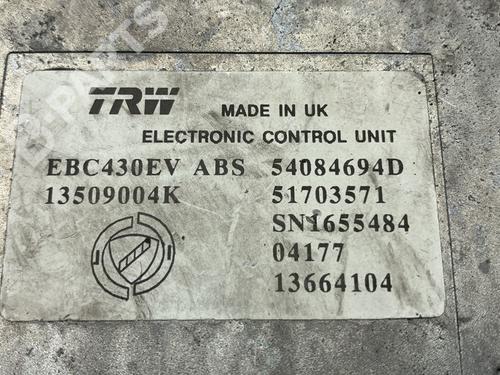 B-PARTS
TRW
MADE IN UK
ELECTRONIC CONTROL UNIT
EBC430EV ABS 54084694D
13509004K 51703571
SN1655484
04177
13664104